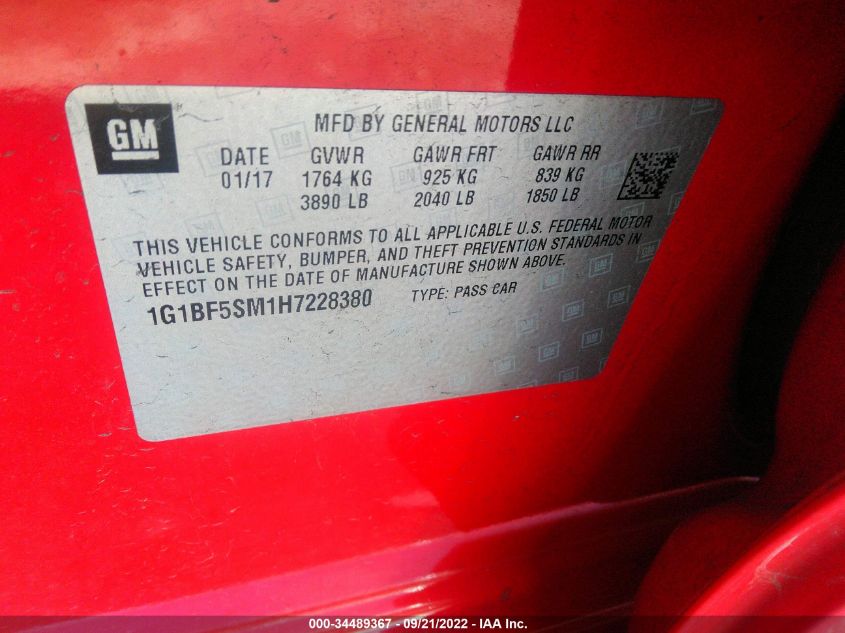 GM
MFD BY GENERAL MOTORS LLC
DATE GVWR GAWR FRT GAWR RR
01/17 1764 KG 925 KG 839 KG
3890 LB 2040 LB 1850 LB
THIS VEHICLE CONFORMS TO ALL APPLICABLE U.S. FEDERAL MOTOR
VEHICLE SAFETY, BUMPER, AND THEFT PREVENTION STANDARDS IN
EFFECT ON THE DATE OF MANUFACTURE SHOWN ABOVE.
1G1BF5SM1H7228380 TYPE: PASS CAR
000-34489367 - 09/21/2022 - IAA Inc.